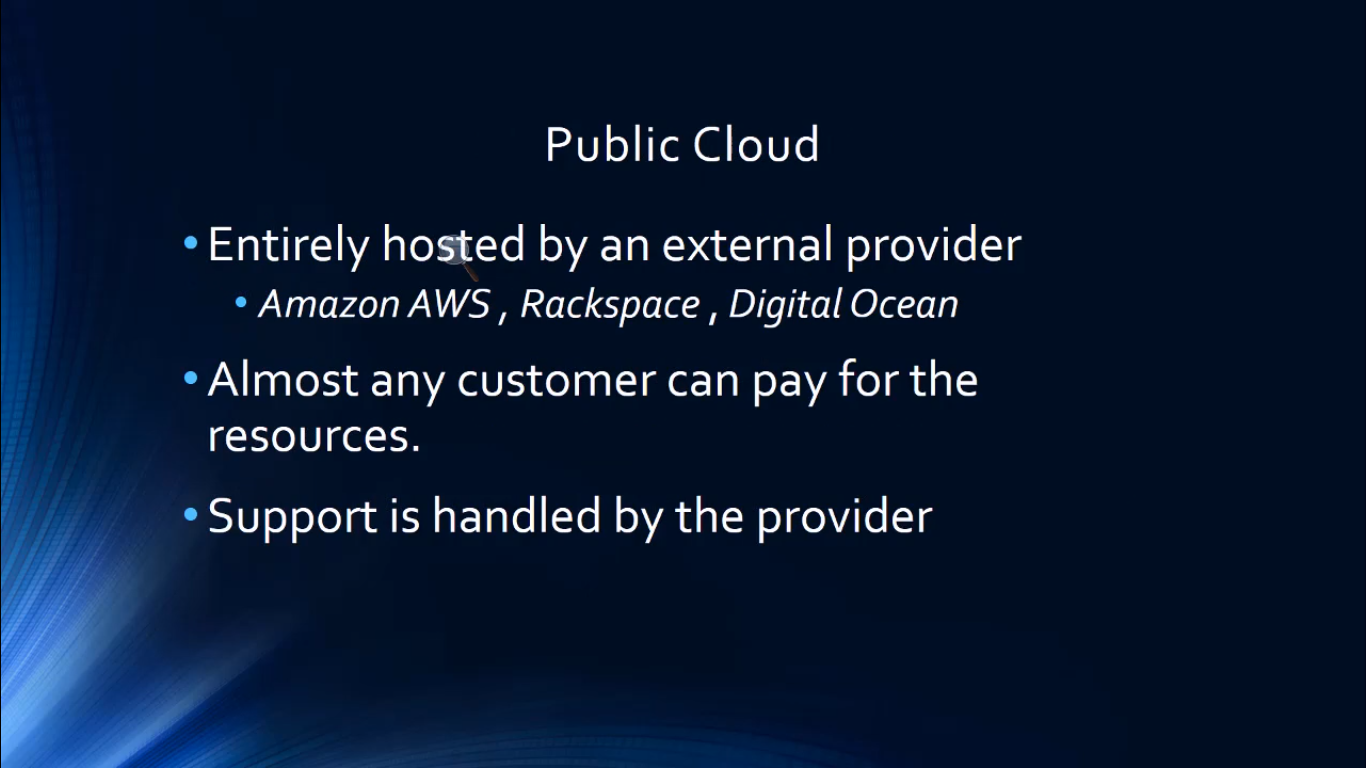 Public Cloud
• Entirely hosted by an external provider
• Amazon AWS , Rackspace , Digital Ocean
• Almost any customer can pay for the
resources.
• Support is handled by the provider